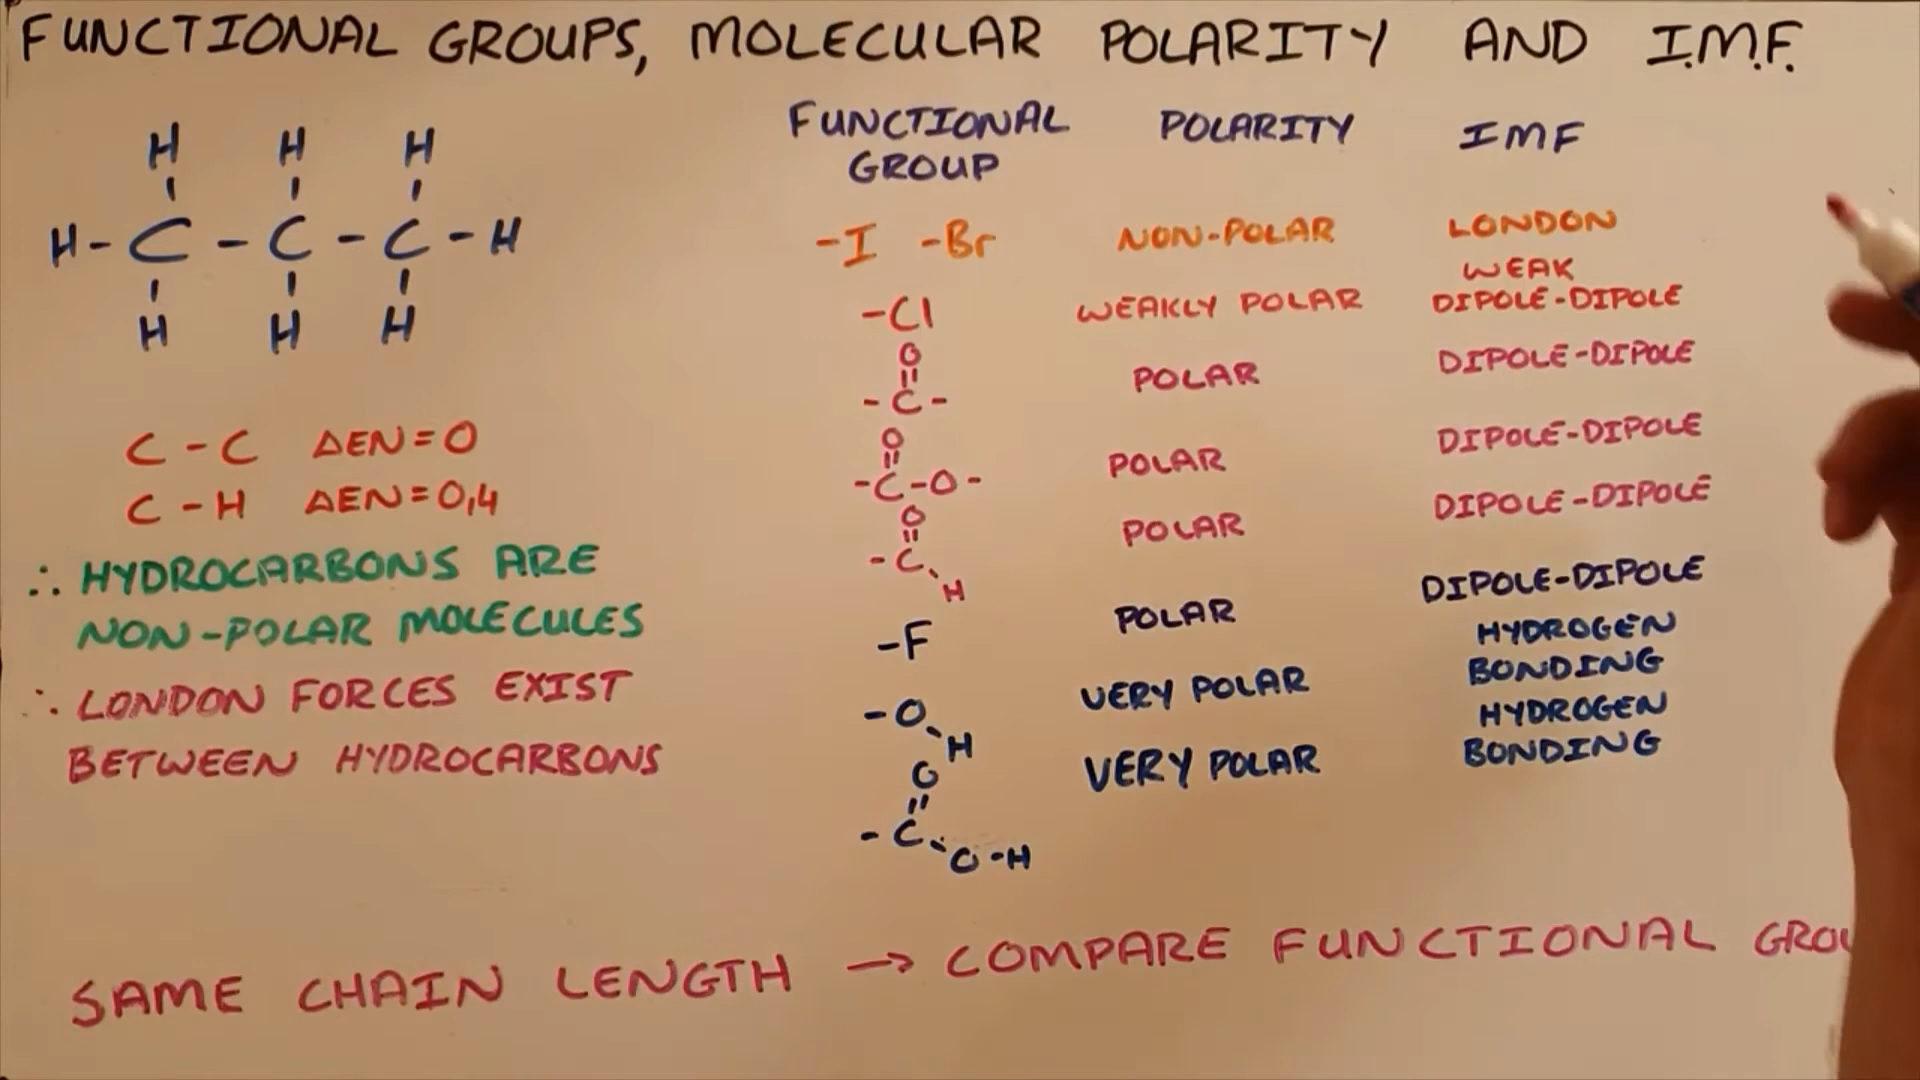 FUNCTIONAL GROUPS, MOLECULAR POLARITY AND I.M.F.
H H H
H - C - C - C - H
H H H
C - C ΔEN = 0
C - H ΔEN = 0,4
∴ HYDROCARBONS ARE
NON-POLAR MOLECULES
∴ LONDON FORCES EXIST
BETWEEN HYDROCARBONS
FUNCTIONAL GROUP POLARITY IMF
-I -Br NON-POLAR LONDON
-Cl WEAKLY POLAR WEAK DIPOLE-DIPOLE
O
-C- POLAR DIPOLE-DIPOLE
O
-C-O- POLAR DIPOLE-DIPOLE
O
-C
H POLAR DIPOLE-DIPOLE
-F POLAR DIPOLE-DIPOLE
-O
H VERY POLAR HYDROGEN BONDING
O
-C
O-H VERY POLAR HYDROGEN BONDING
SAME CHAIN LENGTH → COMPARE FUNCTIONAL GROU